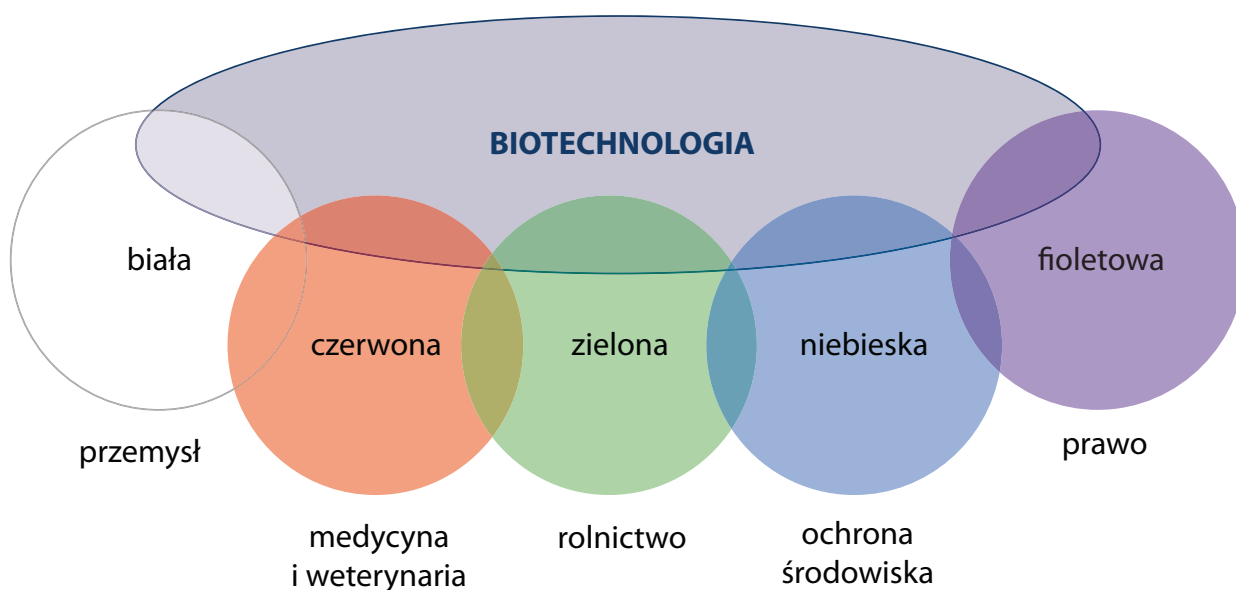 BIOTECHNOLOGIA
biała
fioletowa
czerwona
zielona
niebieska
przemysł
prawo
medycyna
i weterynaria
rolnictwo
ochrona
środowiska